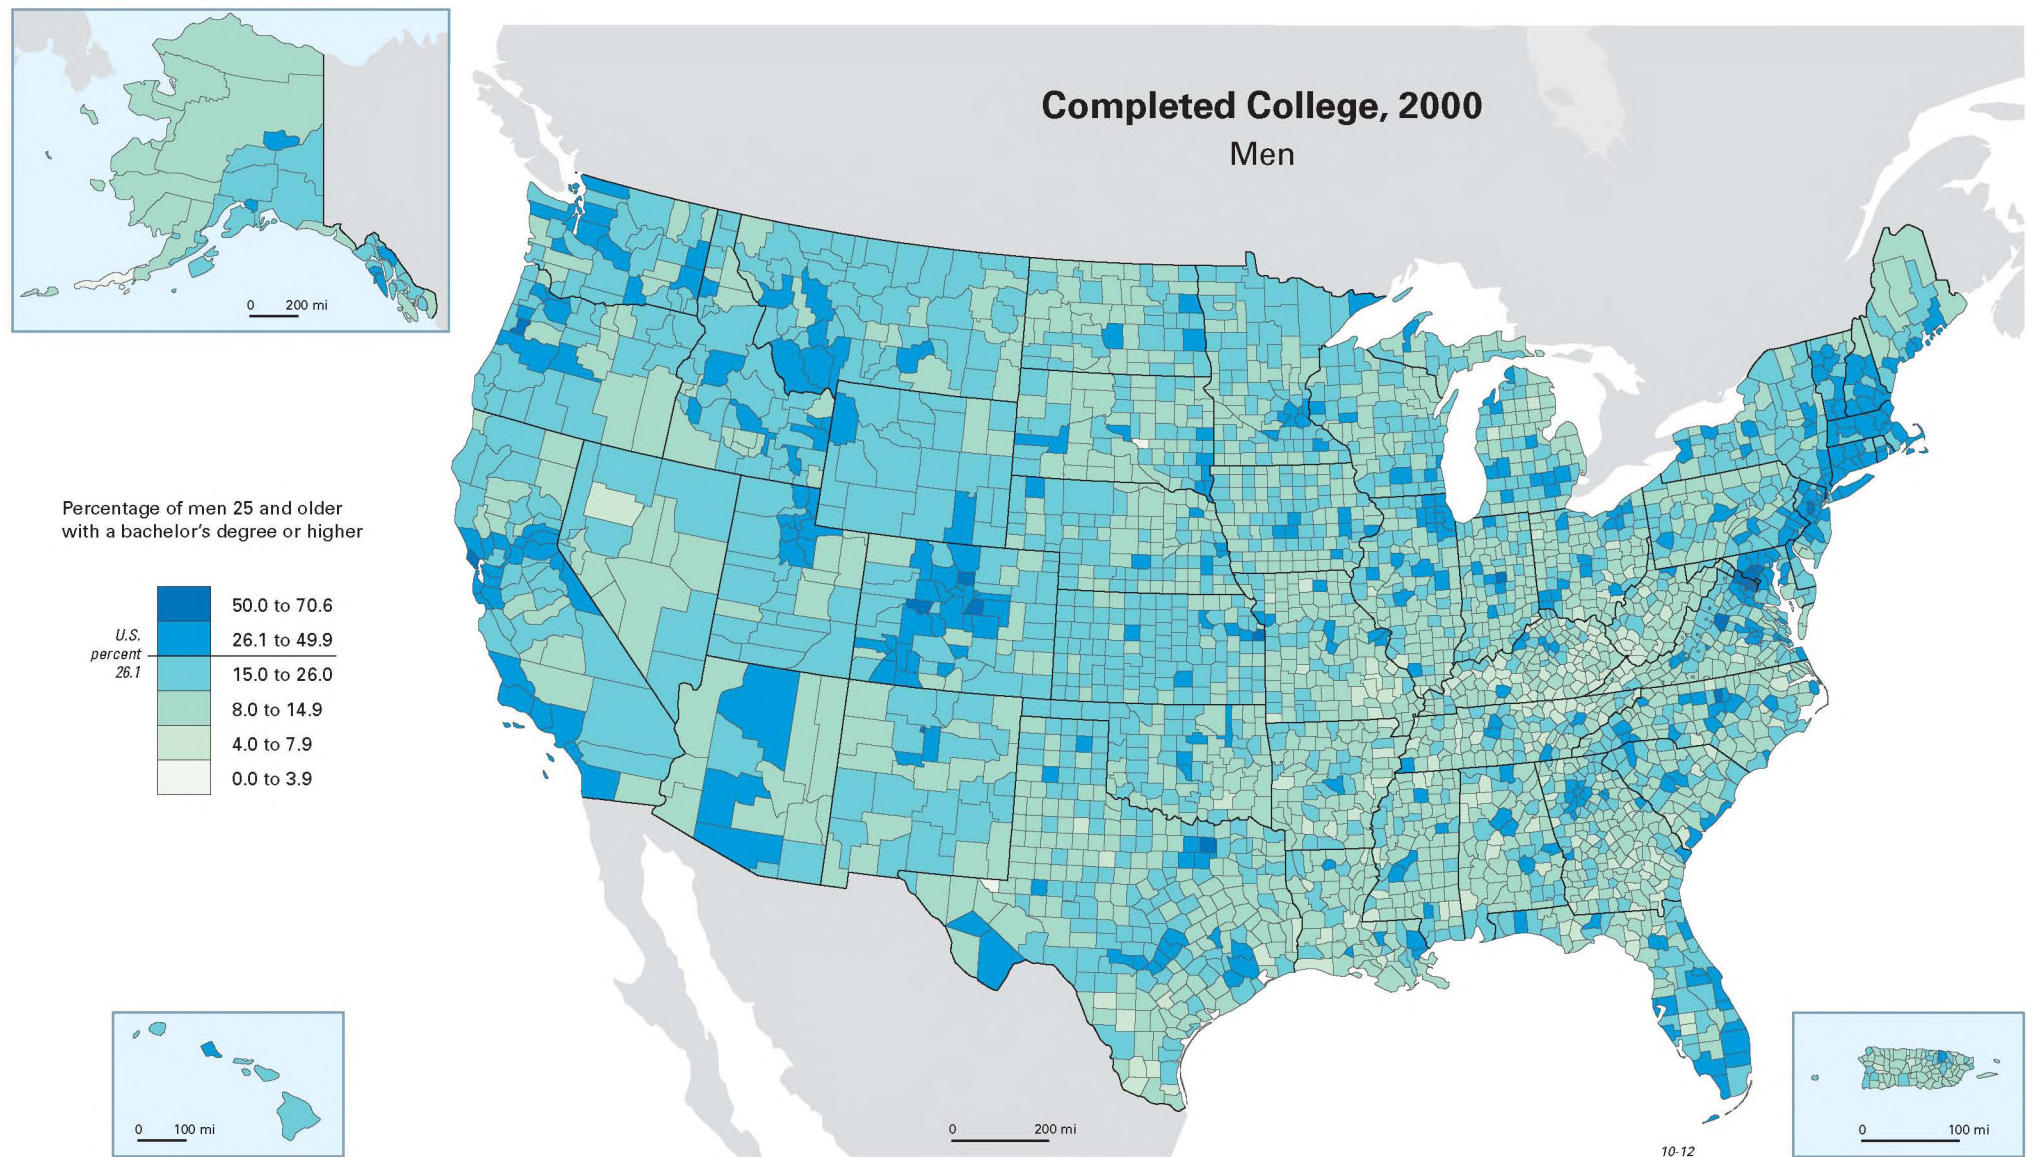 Completed College, 2000
Men
0 200 mi
Percentage of men 25 and older
with a bachelor's degree or higher
50.0 to 70.6
U.S.
percent
26.1
26.1 to 49.9
15.0 to 26.0
8.0 to 14.9
4.0 to 7.9
0.0 to 3.9
0 100 mi
0 200 mi
0 100 mi
10-12